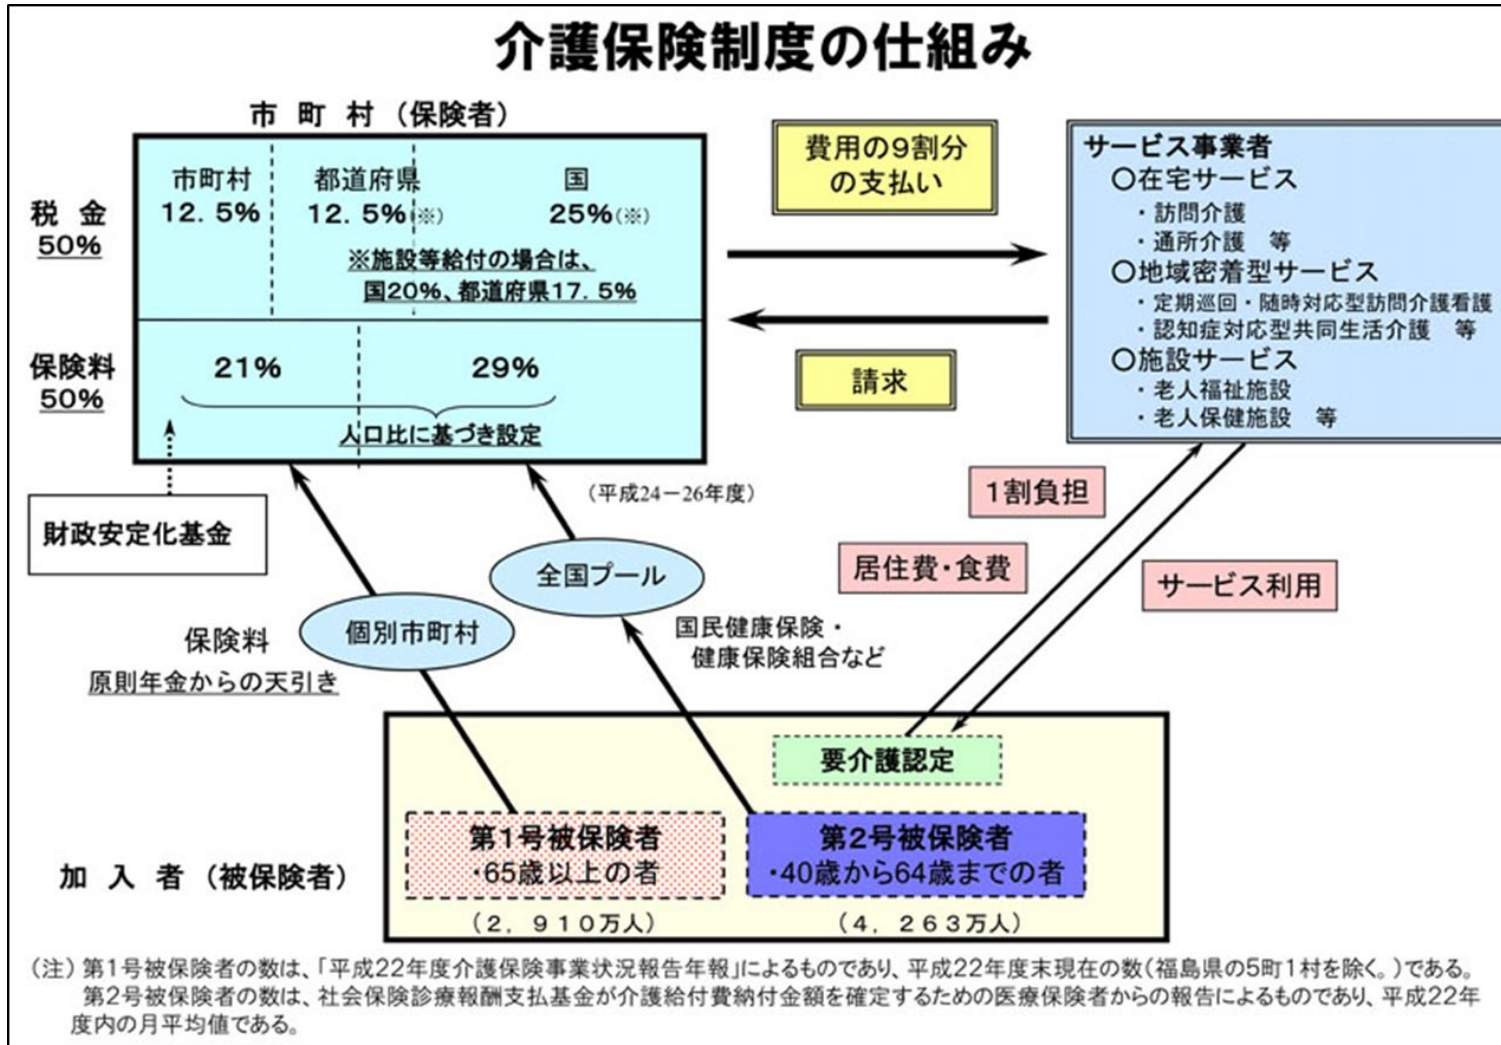 介護保険制度の仕組み
市 町 村 (保険者)
税 金
50%
市町村
12. 5%
都道府県
12. 5%(※)
国
25%(※)
※施設等給付の場合は、
国20%、都道府県17. 5%
保険料
50%
21%
29%
人口比に基づき設定
費用の9割分
の支払い
請求
サービス事業者
○在宅サービス
・訪問介護
・通所介護 等
○地域密着型サービス
・定期巡回・随時対応型訪問介護看護
・認知症対応型共同生活介護 等
○施設サービス
・老人福祉施設
・老人保健施設 等
財政安定化基金
(平成24-26年度)
1割負担
居住費・食費
サービス利用
全国プール
個別市町村
保険料
原則年金からの天引き
国民健康保険・
健康保険組合など
要介護認定
加 入 者 (被保険者)
第1号被保険者
・65歳以上の者
(2, 910万人)
第2号被保険者
・40歳から64歳までの者
(4, 263万人)
(注) 第1号被保険者の数は、「平成22年度介護保険事業状況報告年報」によるものであり、平成22年度末現在の数(福島県の5町1村を除く。)である。
第2号被保険者の数は、社会保険診療報酬支払基金が介護給付費納付金額を確定するための医療保険者からの報告によるものであり、平成22年
度内の月平均値である。